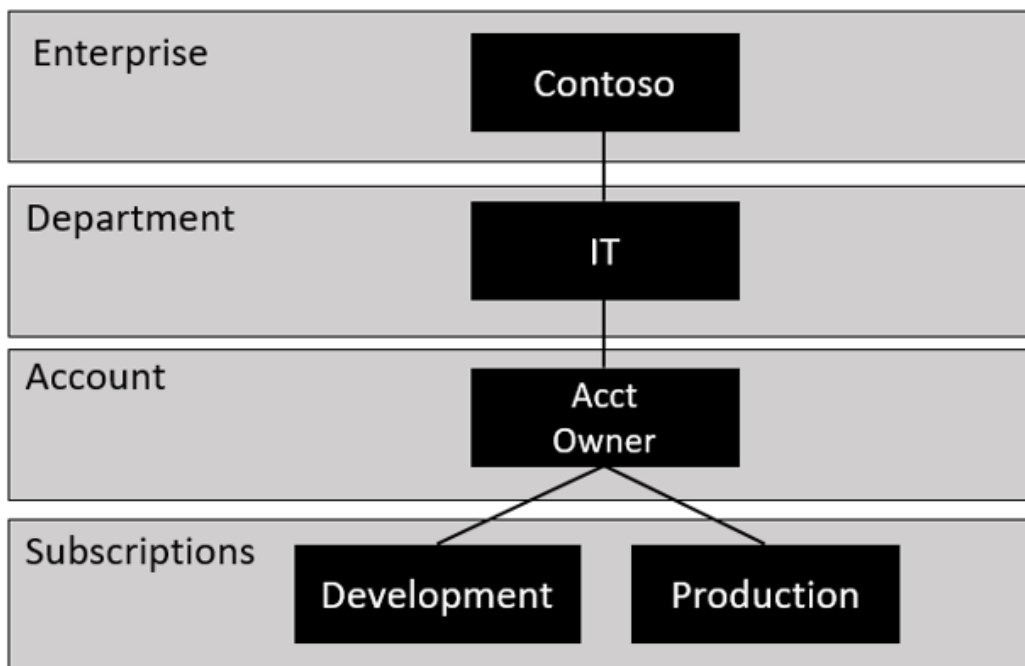 Enterprise
Contoso
Department
IT
Account
Acct
Owner
Subscriptions
Development
Production